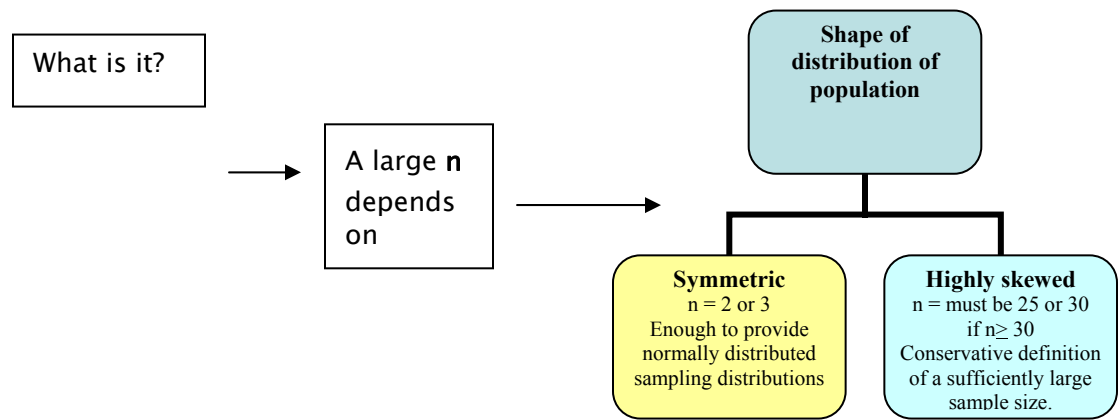 What is it?
A large n
depends
on
Shape of
distribution of
population
Symmetric
n = 2 or 3
Enough to provide
normally distributed
sampling distributions
Highly skewed
n = must be 25 or 30
if n≥ 30
Conservative definition
of a sufficiently large
sample size.